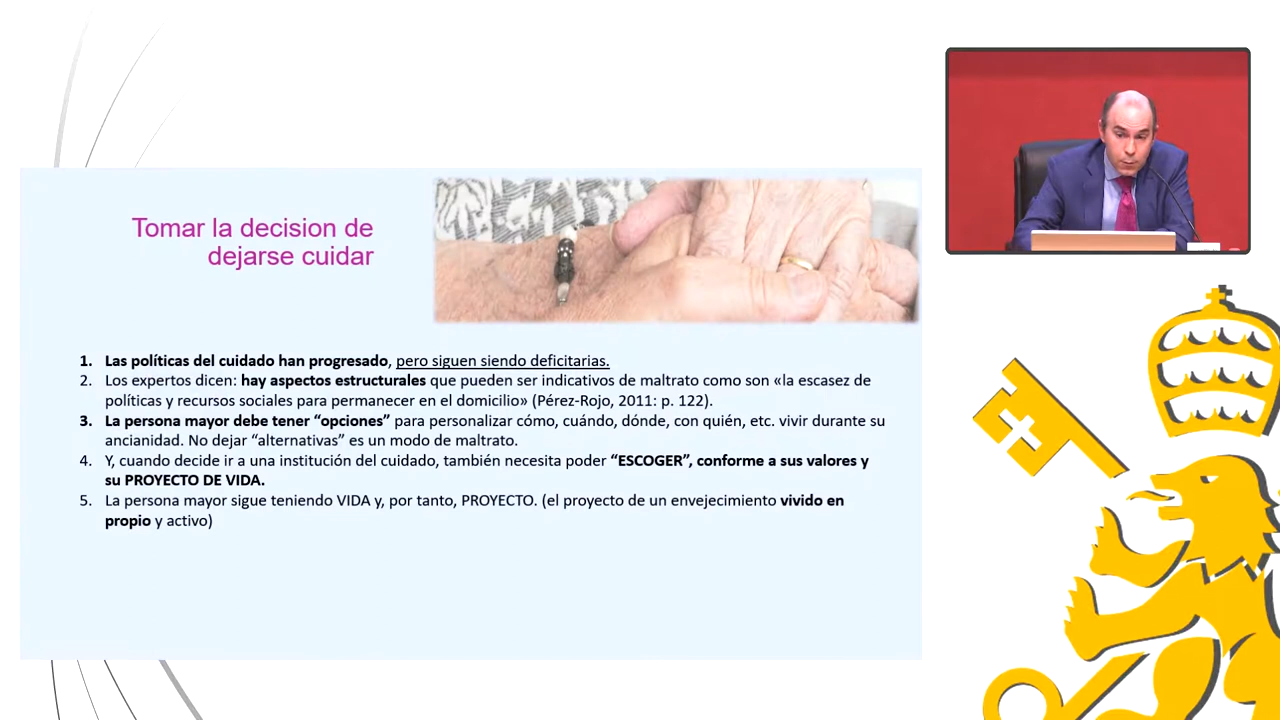 Tomar la decision de
dejarse cuidar
1. Las políticas del cuidado han progresado, pero siguen siendo deficitarias.
2. Los expertos dicen: hay aspectos estructurales que pueden ser indicativos de maltrato como son «la escasez de
políticas y recursos sociales para permanecer en el domicilio» (Pérez-Rojo, 2011: p. 122).
3. La persona mayor debe tener “opciones” para personalizar cómo, cuándo, dónde, con quién, etc. vivir durante su
ancianidad. No dejar “alternativas” es un modo de maltrato.
4. Y, cuando decide ir a una institución del cuidado, también necesita poder “ESCOGER”, conforme a sus valores y
su PROYECTO DE VIDA.
5. La persona mayor sigue teniendo VIDA y, por tanto, PROYECTO. (el proyecto de un envejecimiento vivido en
propio y activo)